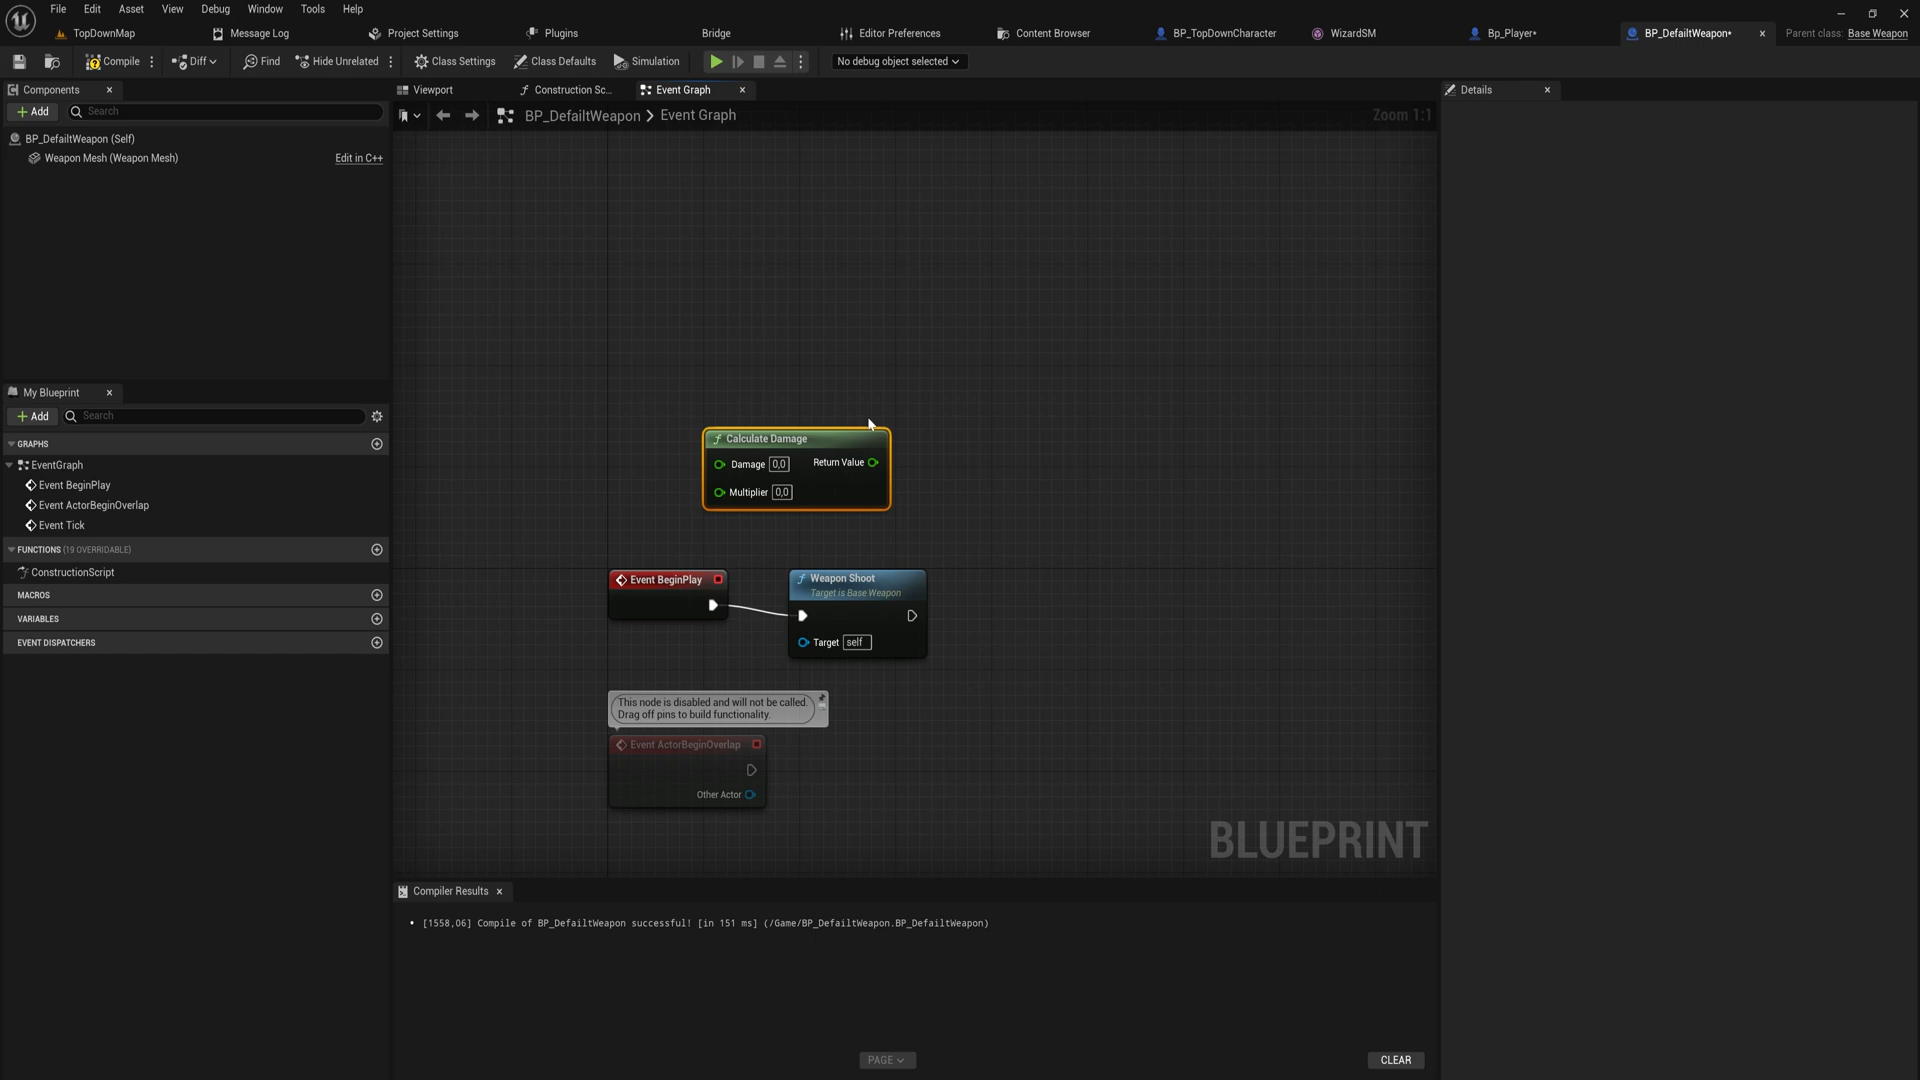 File Edit Asset View Debug Window Tools Help
TopDownMap Message Log Project Settings Plugins Bridge Editor Preferences Content Browser BP_TopDownCharacter WizardSM Bp_Player• BP_DefailtWeapon• Parent class: Base Weapon
Compile Diff Find Hide Unrelated Class Settings Class Defaults Simulation No debug object selected
Components
Viewport Construction Sc... Event Graph
Details
Add Search
BP_DefailtWeapon > Event Graph
Zoom 1:1
BP_DefailtWeapon (Self)
Weapon Mesh (Weapon Mesh) Edit in C++
My Blueprint
Add Search
GRAPHS
EventGraph
Event BeginPlay
Event ActorBeginOverlap
Event Tick
FUNCTIONS (19 OVERRIDABLE)
ConstructionScript
MACROS
VARIABLES
EVENT DISPATCHERS
Calculate Damage
Damage 0,0 Return Value
Multiplier 0,0
Event BeginPlay
Weapon Shoot
Target is Base Weapon
Target self
This node is disabled and will not be called.
Drag off pins to build functionality.
Event ActorBeginOverlap
Other Actor
BLUEPRINT
Compiler Results
• [1558,06] Compile of BP_DefailtWeapon successful! [in 151 ms] (/Game/BP_DefailtWeapon.BP_DefailtWeapon)
PAGE
CLEAR